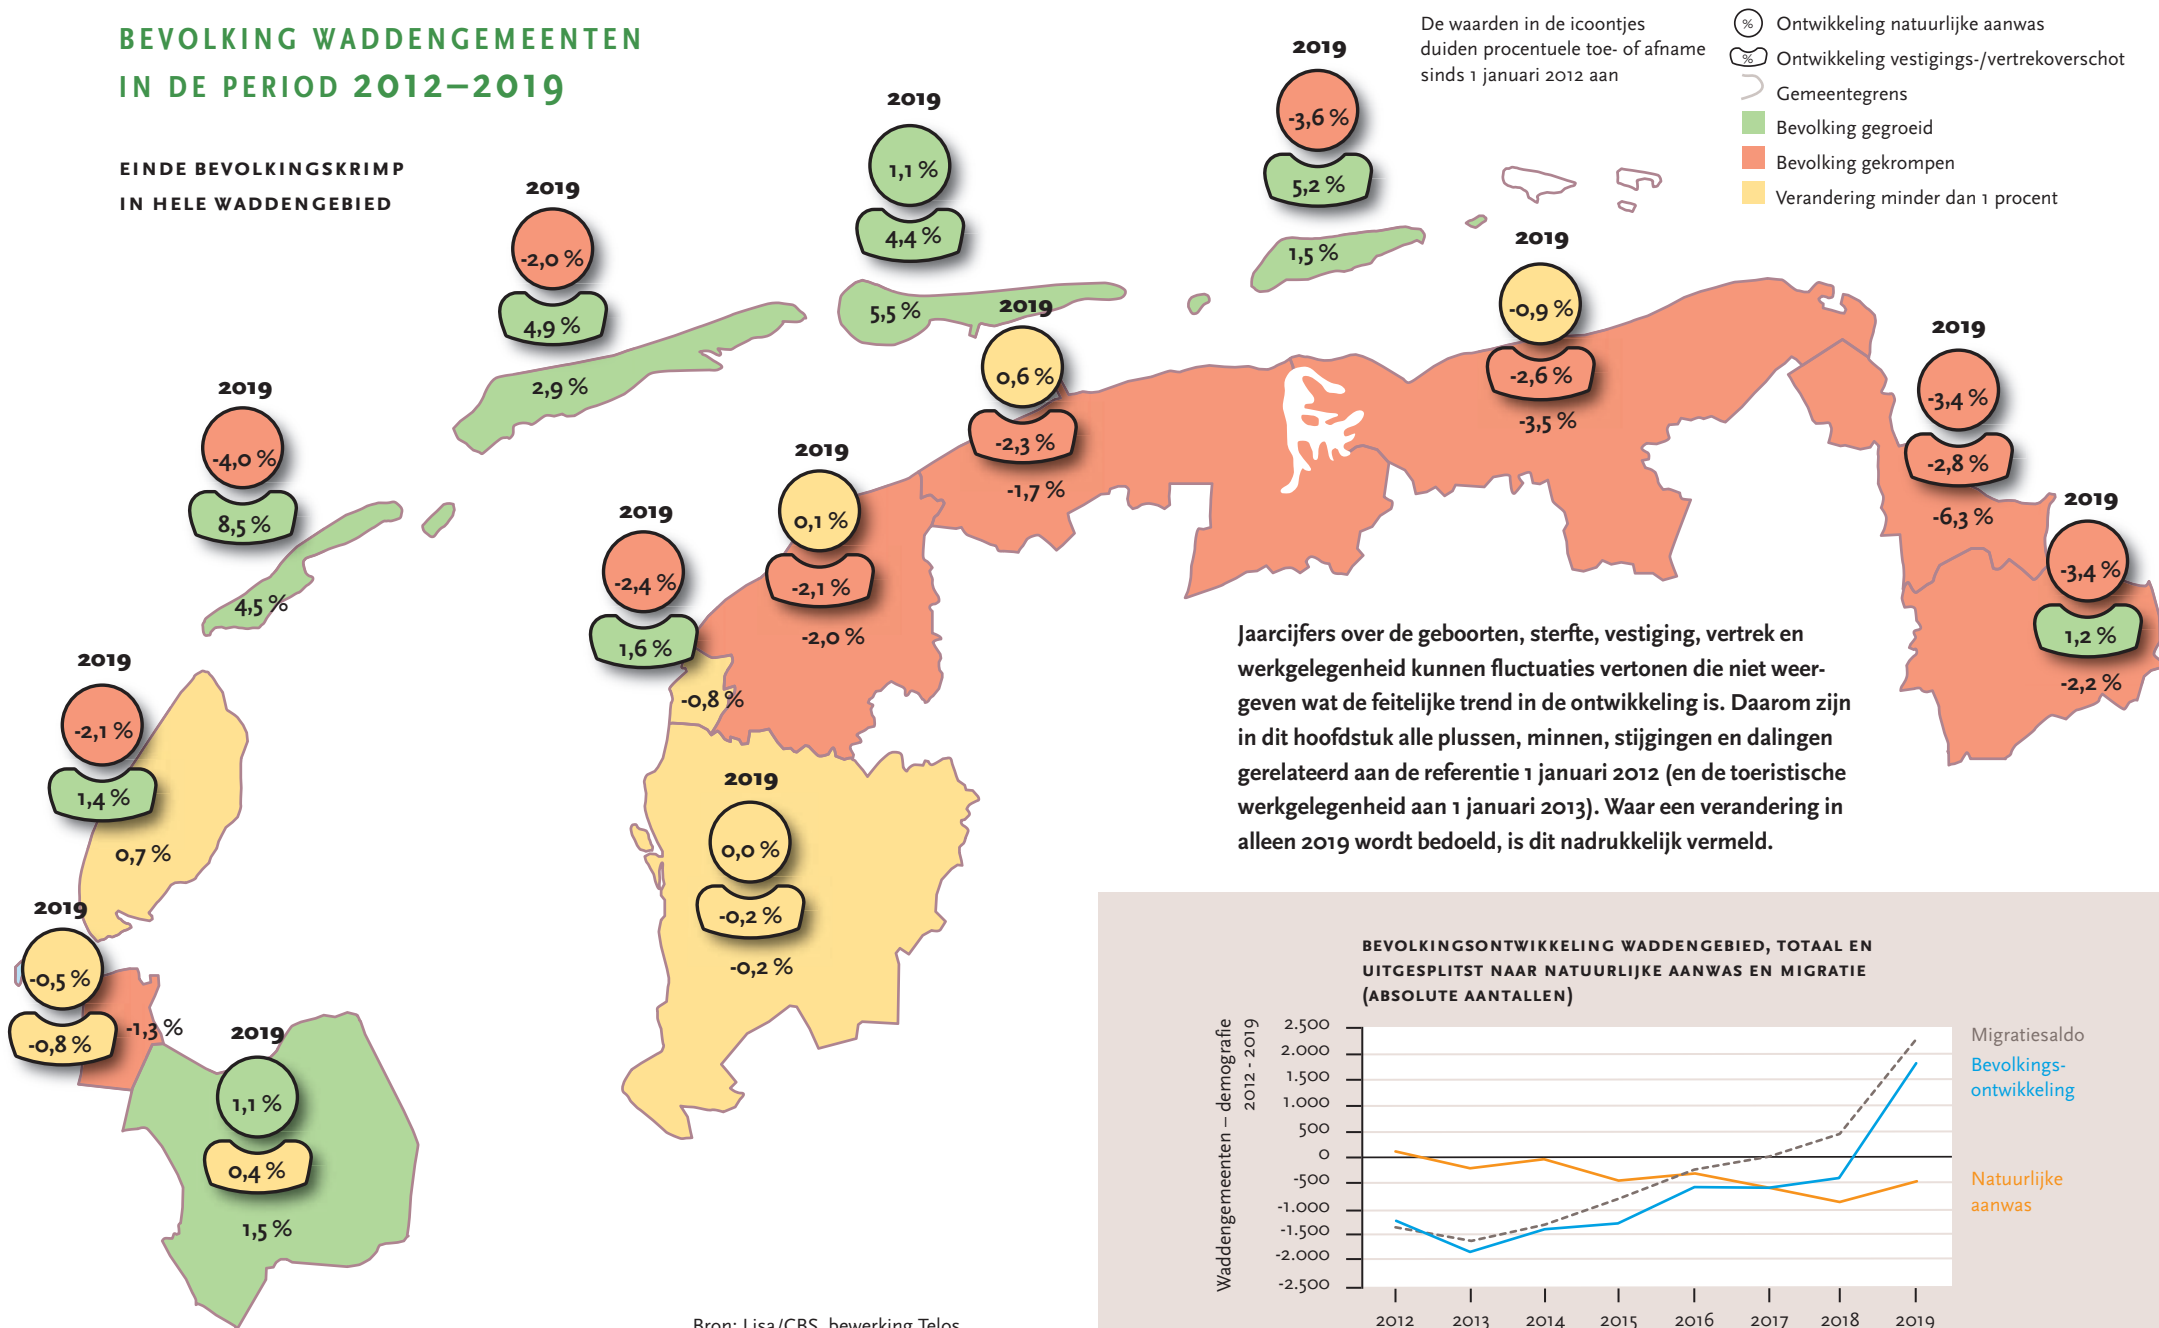 BEVOLKING WADDENGEMEENTEN
IN DE PERIOD 2012–2019
EINDE BEVOLKINGSKRIMP
IN HELE WADDENGEBIED
De waarden in de icoontjes
duiden procentuele toe- of afname
sinds 1 januari 2012 aan
% Ontwikkeling natuurlijke aanwas
% Ontwikkeling vestigings-/vertrekoverschot
Gemeentegrens
Bevolking gegroeid
Bevolking gekrompen
Verandering minder dan 1 procent
2019
-3,6 %
5,2 %
1,5 %
2019
1,1 %
4,4 %
5,5 %
2019
-2,0 %
4,9 %
2,9 %
2019
-4,0 %
8,5 %
4,5 %
2019
-2,1 %
1,4 %
0,7 %
2019
-0,5 %
-0,8 %
-1,3 %
2019
1,1 %
0,4 %
1,5 %
2019
0,0 %
-0,2 %
-0,2 %
2019
-2,4 %
1,6 %
-0,8 %
2019
0,1 %
-2,1 %
-2,0 %
2019
0,6 %
-2,3 %
-1,7 %
2019
-0,9 %
-2,6 %
-3,5 %
2019
-3,4 %
-2,8 %
-6,3 %
2019
-3,4 %
1,2 %
-2,2 %
Jaarcijfers over de geboorten, sterfte, vestiging, vertrek en
werkgelegenheid kunnen fluctuaties vertonen die niet weer-
geven wat de feitelijke trend in de ontwikkeling is. Daarom zijn
in dit hoofdstuk alle plussen, minnen, stijgingen en dalingen
gerelateerd aan de referentie 1 januari 2012 (en de toeristische
werkgelegenheid aan 1 januari 2013). Waar een verandering in
alleen 2019 wordt bedoeld, is dit nadrukkelijk vermeld.
BEVOLKINGSONTWIKKELING WADDENGEBIED, TOTAAL EN
UITGESPLITST NAAR NATUURLIJKE AANWAS EN MIGRATIE
(ABSOLUTE AANTALLEN)
Waddengemeenten – demografie
2012 - 2019
2.500
2.000
1.500
1.000
500
0
-500
-1.000
-1.500
-2.000
-2.500
2012 2013 2014 2015 2016 2017 2018 2019
Migratiesaldo
Bevolkings-
ontwikkeling
Natuurlijke
aanwas
Bron: Lisa/CBS, bewerking Telos